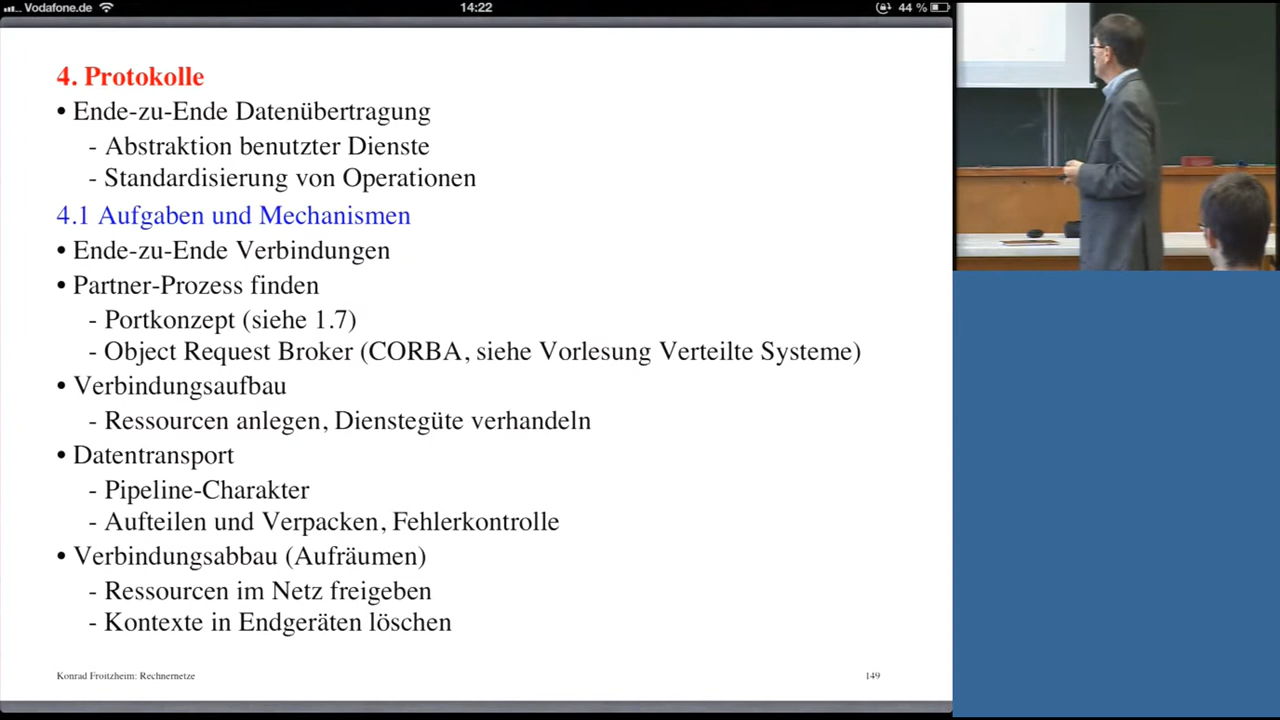 Vodafone.de 14:22 44 %
4. Protokolle
• Ende-zu-Ende Datenübertragung
- Abstraktion benutzter Dienste
- Standardisierung von Operationen
4.1 Aufgaben und Mechanismen
• Ende-zu-Ende Verbindungen
• Partner-Prozess finden
- Portkonzept (siehe 1.7)
- Object Request Broker (CORBA, siehe Vorlesung Verteilte Systeme)
• Verbindungsaufbau
- Ressourcen anlegen, Dienstegüte verhandeln
• Datentransport
- Pipeline-Charakter
- Aufteilen und Verpacken, Fehlerkontrolle
• Verbindungsabbau (Aufräumen)
- Ressourcen im Netz freigeben
- Kontexte in Endgeräten löschen
Konrad Froitzheim: Rechnernetze 149